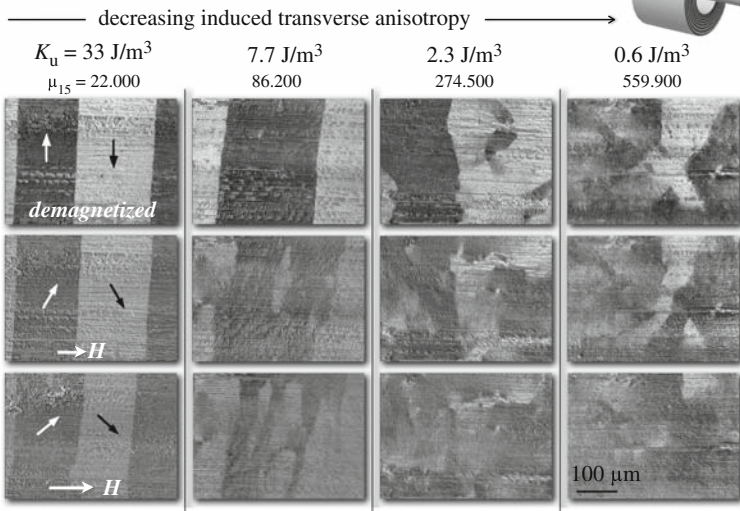 decreasing induced transverse anisotropy
Ku = 33 J/m³ 7.7 J/m³ 2.3 J/m³ 0.6 J/m³
μ15 = 22.000 86.200 274.500 559.900
demagnetized
H
H
100 μm